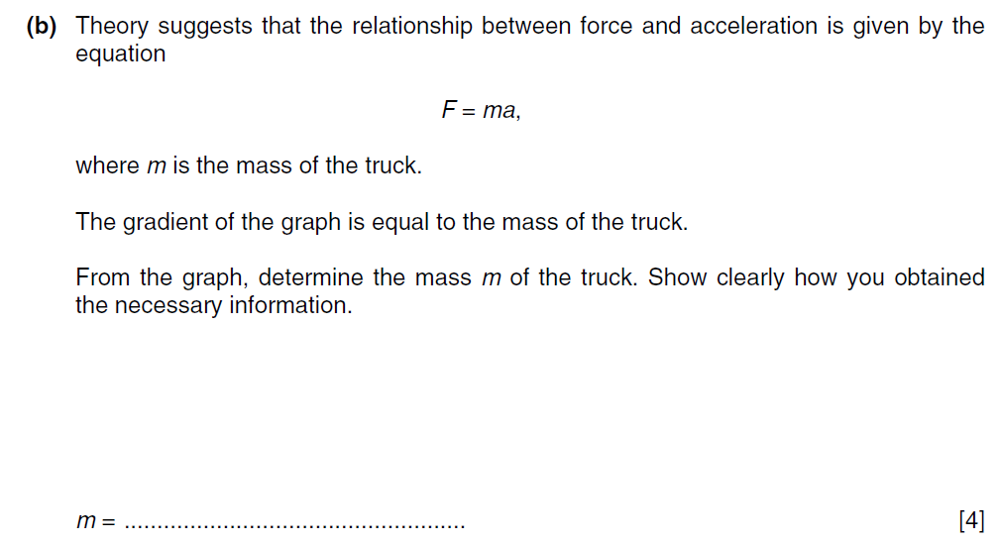 (b) Theory suggests that the relationship between force and acceleration is given by the
equation
F = ma,
where m is the mass of the truck.
The gradient of the graph is equal to the mass of the truck.
From the graph, determine the mass m of the truck. Show clearly how you obtained
the necessary information.
m = .................................................... [4]